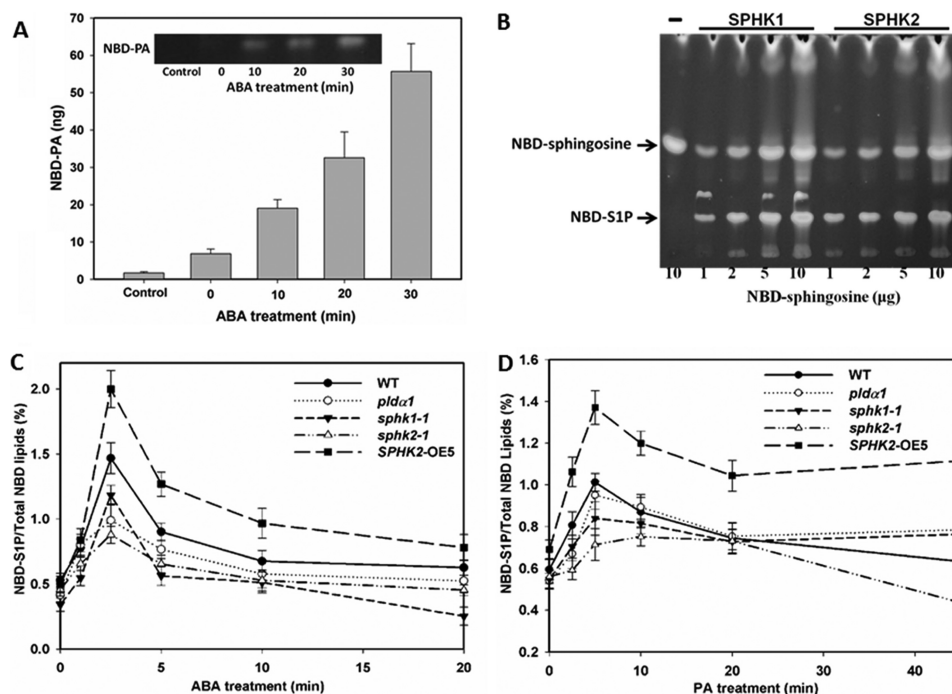 A
NBD-PA (ng)
70
60
50
40
30
20
10
0
NBD-PA
Control 0 10 20 30
ABA treatment (min)
Control 0 10 20 30
ABA treatment (min)
B
– SPHK1 SPHK2
NBD-sphingosine
NBD-S1P
10 1 2 5 10 1 2 5 10
NBD-sphingosine (µg)
C
NBD-S1P/Total NBD lipids (%)
2.0
1.5
1.0
0.5
0.0
WT
pldα1
sphk1-1
sphk2-1
SPHK2-OE5
0 5 10 15 20
ABA treatment (min)
D
NBD-S1P/Total NBD Lipids (%)
1.6
1.4
1.2
1.0
0.8
0.6
0.4
0.2
0.0
WT
pldα1
sphk1-1
sphk2-1
SPHK2-OE5
0 10 20 30 40
PA treatment (min)